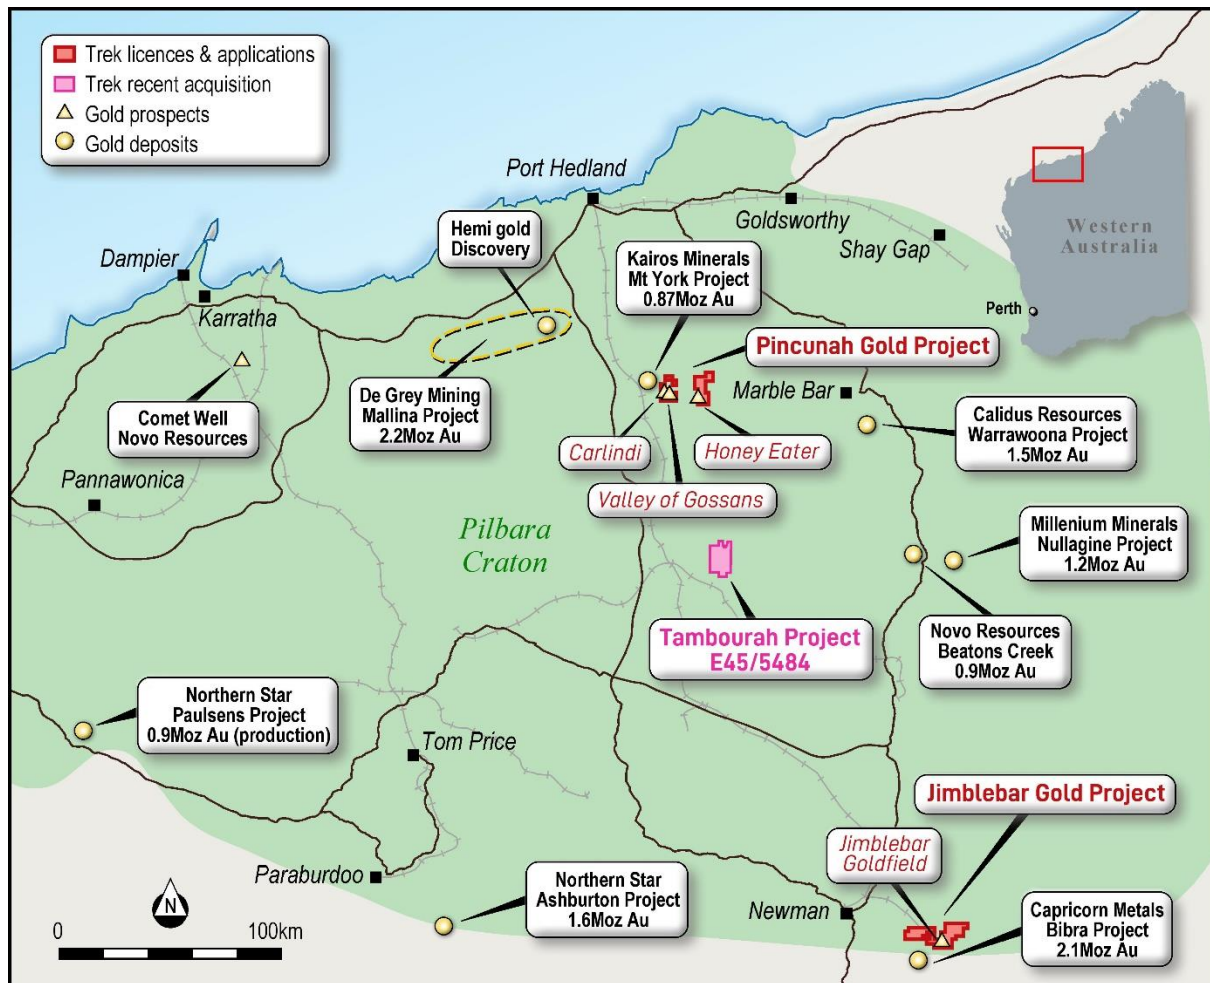 Trek licences & applications
Trek recent acquisition
Gold prospects
Gold deposits
Port Hedland
Goldsworthy
Shay Gap
Western
Australia
Perth
Hemi gold
Discovery
Dampier
Karratha
Kairos Minerals
Mt York Project
0.87Moz Au
Pincunah Gold Project
Marble Bar
Comet Well
Novo Resources
De Grey Mining
Mallina Project
2.2Moz Au
Carlindi
Honey Eater
Valley of Gossans
Calidus Resources
Warrawoona Project
1.5Moz Au
Pannawonica
Pilbara
Craton
Millenium Minerals
Nullagine Project
1.2Moz Au
Tambourah Project
E45/5484
Novo Resources
Beatons Creek
0.9Moz Au
Northern Star
Paulsens Project
0.9Moz Au (production)
Tom Price
Jimblebar Gold Project
Jimblebar
Goldfield
Paraburdoo
Northern Star
Ashburton Project
1.6Moz Au
Newman
Capricorn Metals
Bibra Project
2.1Moz Au
N
0
100km